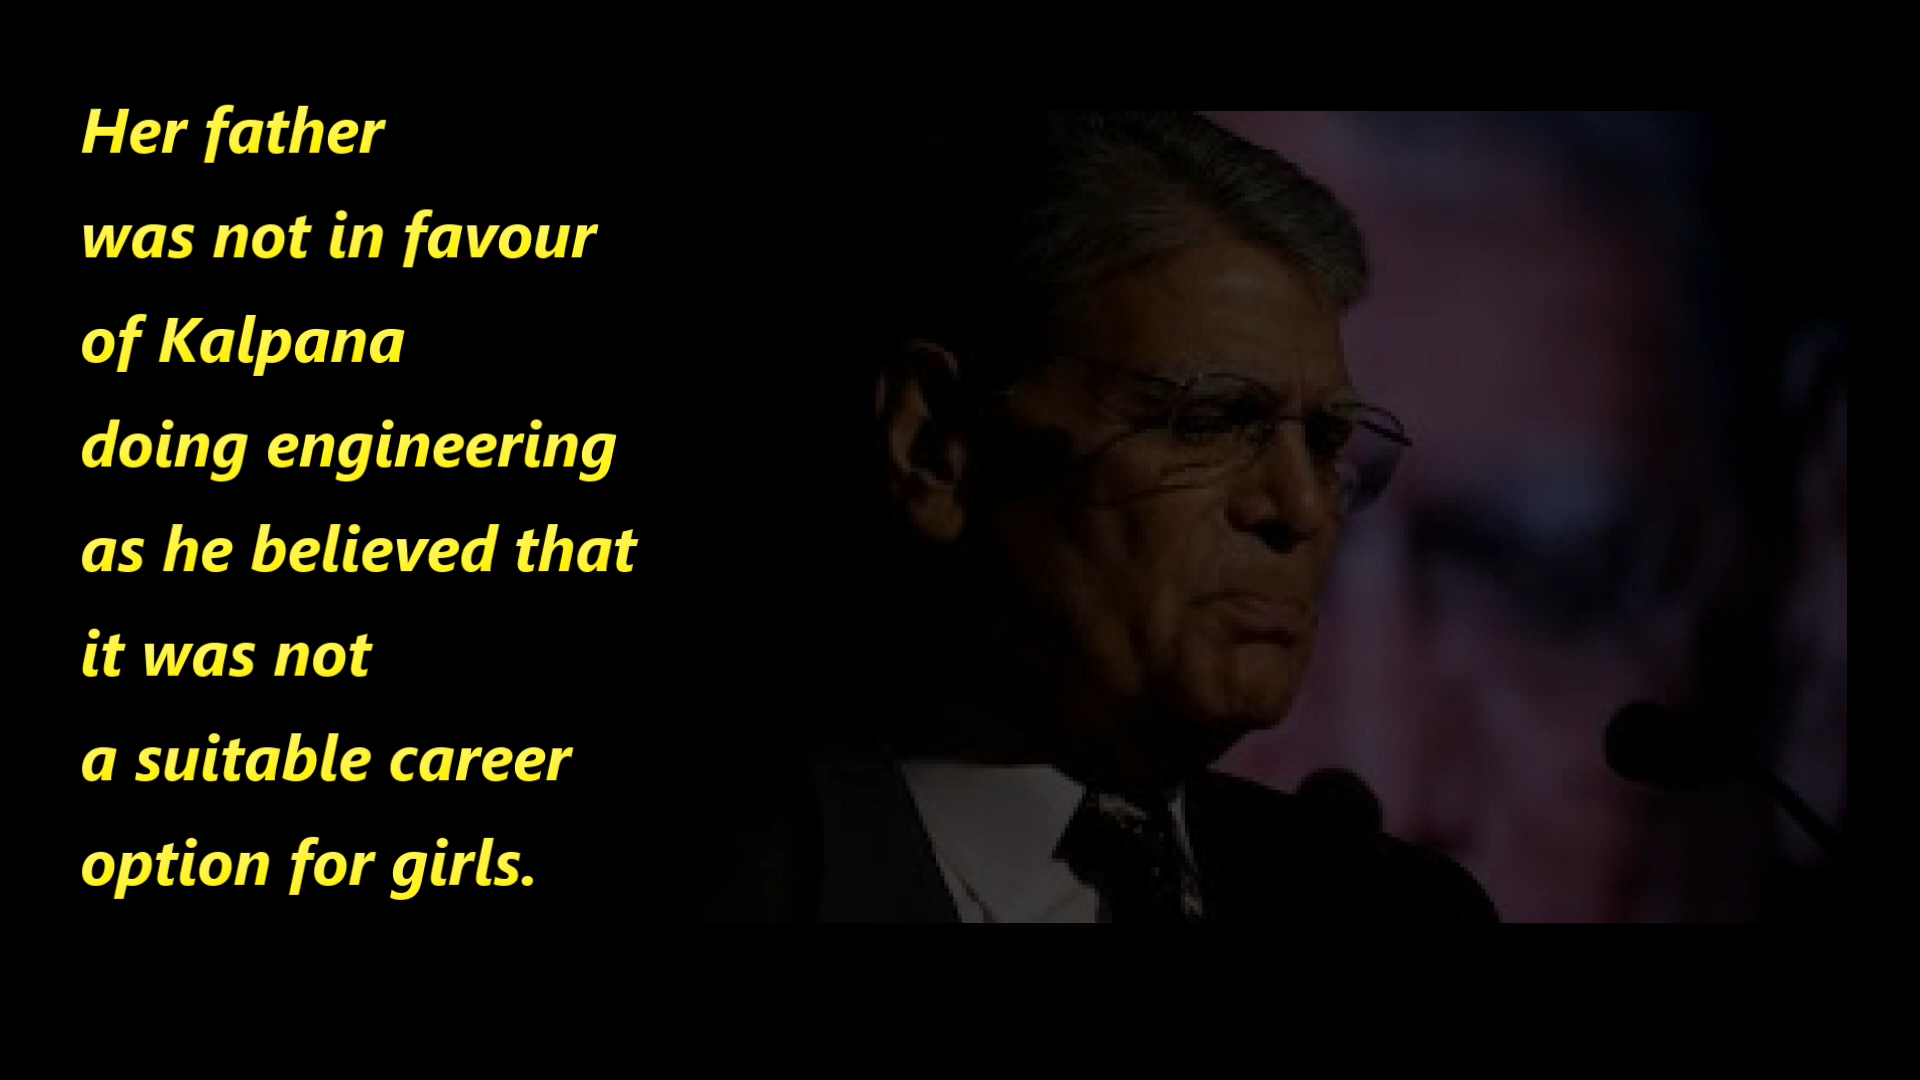 Her father
was not in favour
of Kalpana
doing engineering
as he believed that
it was not
a suitable career
option for girls.